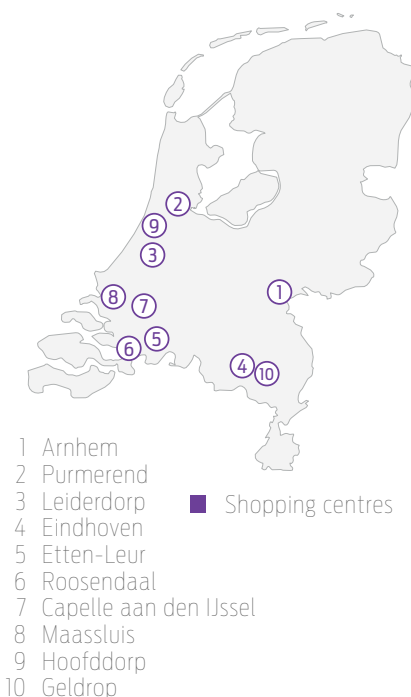 2
9
3
1
8
7
5
6
4
10
1 Arnhem
2 Purmerend
3 Leiderdorp
Shopping centres
4 Eindhoven
5 Etten-Leur
6 Roosendaal
7 Capelle aan den IJssel
8 Maassluis
9 Hoofddorp
10 Geldrop